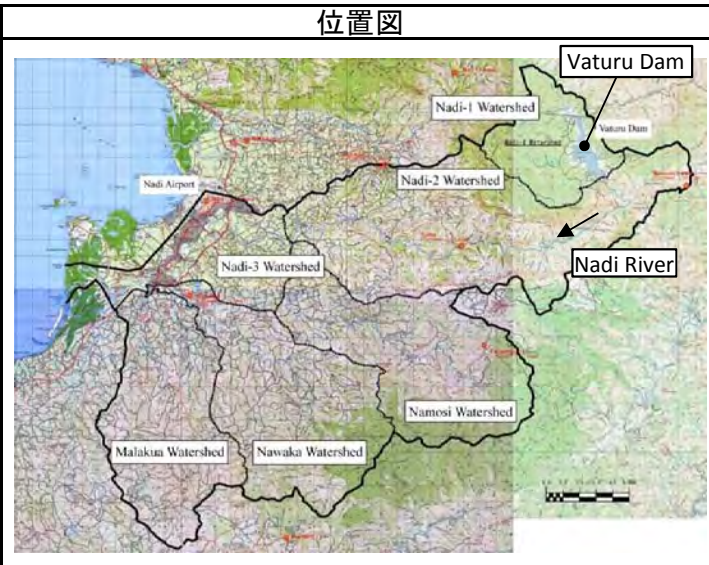 位置図
Vaturu Dam
Nadi-1 Watershed
Vaturu Dam
Nadi-2 Watershed
Nadi Airport
Nadi-3 Watershed
Nadi River
Namosi Watershed
Malakua Watershed
Nawaka Watershed